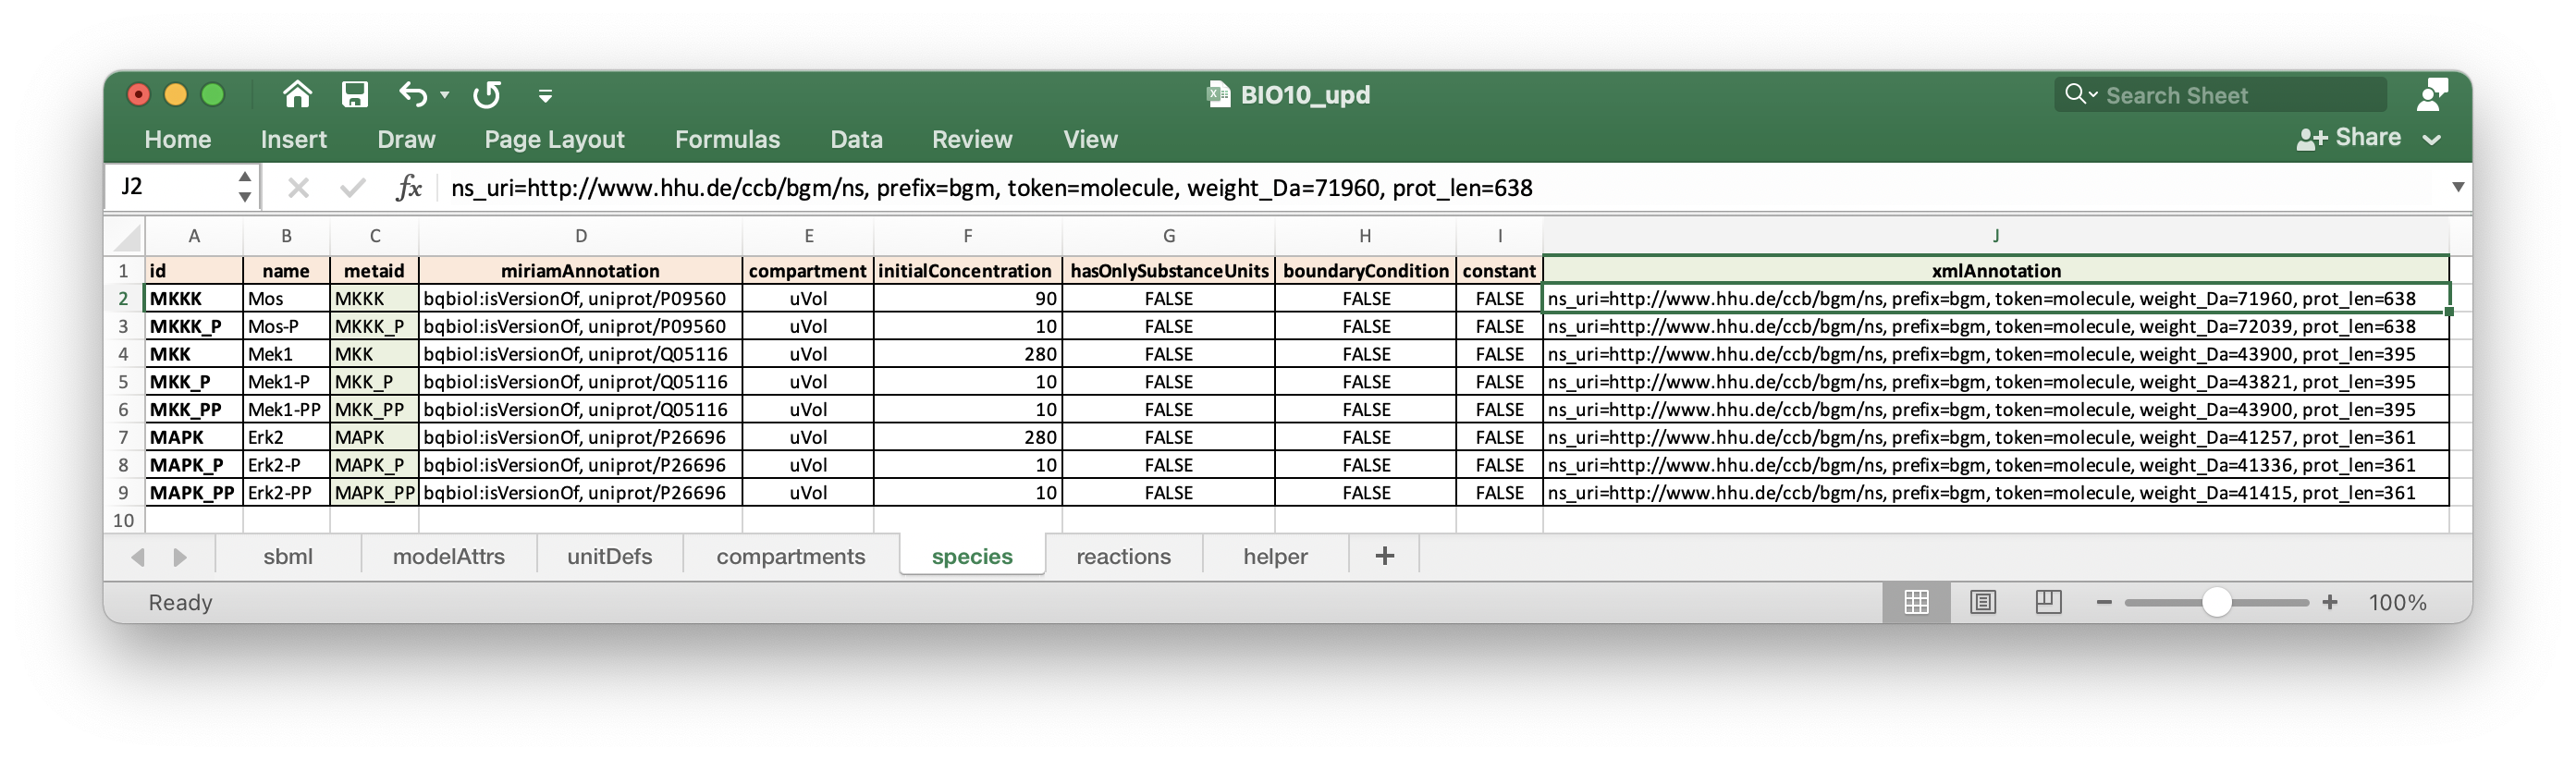 BIO10_upd
Search Sheet
Home Insert Draw Page Layout Formulas Data Review View Share
J2 fx ns_uri=http://www.hhu.de/ccb/bgm/ns, prefix=bgm, token=molecule, weight_Da=71960, prot_len=638
A B C D E F G H I J
1 id name metaid miriamAnnotation compartment initialConcentration hasOnlySubstanceUnits boundaryCondition constant xmlAnnotation
2 MKKK Mos MKKK bqbiol:isVersionOf, uniprot/P09560 uVol 90 FALSE FALSE FALSE ns_uri=http://www.hhu.de/ccb/bgm/ns, prefix=bgm, token=molecule, weight_Da=71960, prot_len=638
3 MKKK_P Mos-P MKKK_P bqbiol:isVersionOf, uniprot/P09560 uVol 10 FALSE FALSE FALSE ns_uri=http://www.hhu.de/ccb/bgm/ns, prefix=bgm, token=molecule, weight_Da=72039, prot_len=638
4 MKK Mek1 MKK bqbiol:isVersionOf, uniprot/Q05116 uVol 280 FALSE FALSE FALSE ns_uri=http://www.hhu.de/ccb/bgm/ns, prefix=bgm, token=molecule, weight_Da=43900, prot_len=395
5 MKK_P Mek1-P MKK_P bqbiol:isVersionOf, uniprot/Q05116 uVol 10 FALSE FALSE FALSE ns_uri=http://www.hhu.de/ccb/bgm/ns, prefix=bgm, token=molecule, weight_Da=43821, prot_len=395
6 MKK_PP Mek1-PP MKK_PP bqbiol:isVersionOf, uniprot/Q05116 uVol 10 FALSE FALSE FALSE ns_uri=http://www.hhu.de/ccb/bgm/ns, prefix=bgm, token=molecule, weight_Da=43900, prot_len=395
7 MAPK Erk2 MAPK bqbiol:isVersionOf, uniprot/P26696 uVol 280 FALSE FALSE FALSE ns_uri=http://www.hhu.de/ccb/bgm/ns, prefix=bgm, token=molecule, weight_Da=41257, prot_len=361
8 MAPK_P Erk2-P MAPK_P bqbiol:isVersionOf, uniprot/P26696 uVol 10 FALSE FALSE FALSE ns_uri=http://www.hhu.de/ccb/bgm/ns, prefix=bgm, token=molecule, weight_Da=41336, prot_len=361
9 MAPK_PP Erk2-PP MAPK_PP bqbiol:isVersionOf, uniprot/P26696 uVol 10 FALSE FALSE FALSE ns_uri=http://www.hhu.de/ccb/bgm/ns, prefix=bgm, token=molecule, weight_Da=41415, prot_len=361
10
sbml modelAttrs unitDefs compartments species reactions helper +
Ready 100%